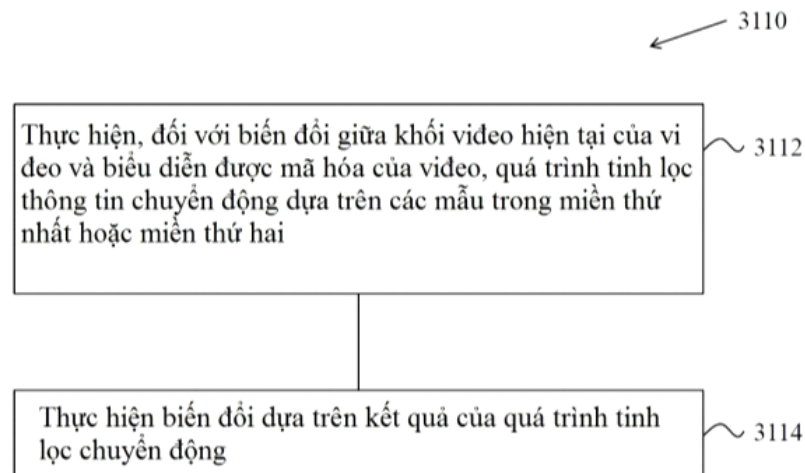 3110
Thực hiện, đối với biến đổi giữa khối viđeo hiện tại của vi
đeo và biểu diễn được mã hóa của viđeo, quá trình tinh lọc
thông tin chuyển động dựa trên các mẫu trong miền thứ
nhất hoặc miền thứ hai
3112
Thực hiện biến đổi dựa trên kết quả của quá trình tinh
lọc chuyển động
3114